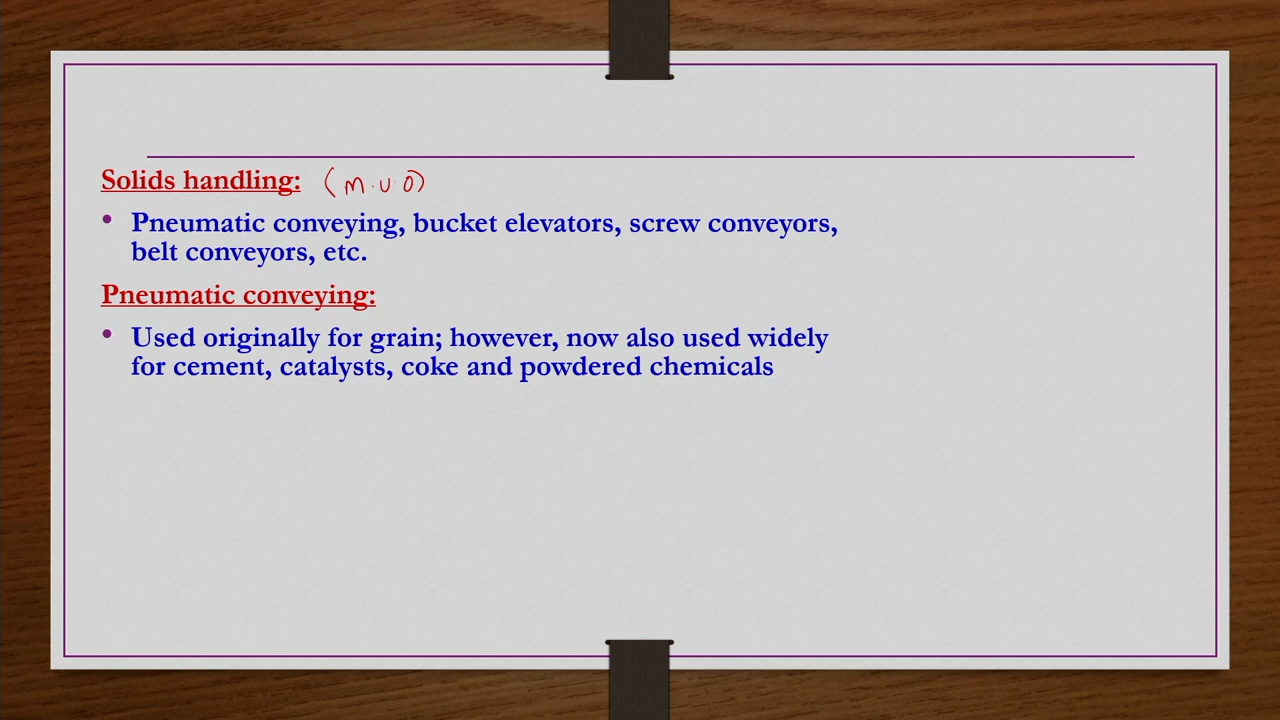 Solids handling: (M.U.O)
• Pneumatic conveying, bucket elevators, screw conveyors,
belt conveyors, etc.
Pneumatic conveying:
• Used originally for grain; however, now also used widely
for cement, catalysts, coke and powdered chemicals